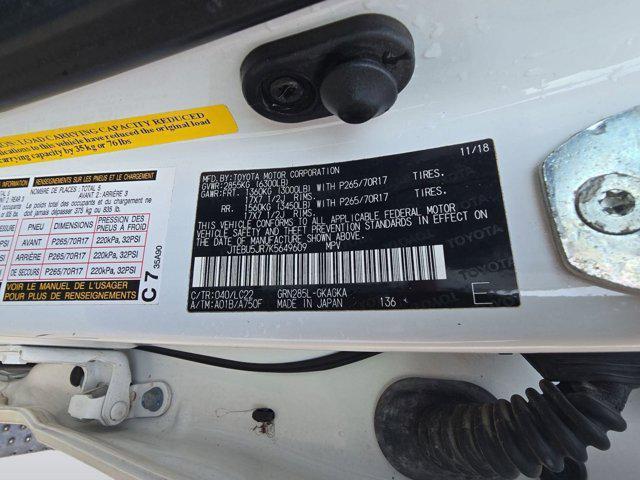 LOAD CARRYING CAPACITY REDUCED
to this vehicle have reduced the original load
carrying capacity by 35 kg or 76 lbs
RENSEIGNEMENTS SUR LES PNEUS ET LE CHARGEMENT
NOMBRE DE PLACES : TOTAL 5 AVANT: 2 ARRIÈRE: 3
Le poids total des occupants et du chargement ne
doit jamais dépasser 375 kg ou 835 lb.
PNEU DIMENSIONS PRESSION DES PNEUS À FROID
AVANT P265/70R17 220kPa, 32PSI
ARRIÈRE P265/70R17 220kPa, 32PSI
DE SECOURS P265/70R17 220kPa, 32PSI
VOIR LE MANUEL DE L'USAGER
POUR PLUS DE RENSEIGNEMENTS
C 7 35A90
11/18
MFD. BY: TOYOTA MOTOR CORPORATION
GVWR: 2855KG (6300LB)
GAWR: FRT. 1360KG (3000LB) WITH P265/70R17 TIRES.
17X7 1/2J RIMS
RR. 1560KG (3450LB) WITH P265/70R17 TIRES.
17X7 1/2J RIMS
THIS VEHICLE CONFORMS TO ALL APPLICABLE FEDERAL MOTOR
VEHICLE SAFETY AND THEFT PREVENTION STANDARDS IN EFFECT ON
THE DATE OF MANUFACTURE SHOWN ABOVE.
JTEBU5JR7K5649609 MPV
C/TR: 040/LC22 GRN285L-GKAGKA
A/TM: A01B/A750F MADE IN JAPAN 136
E